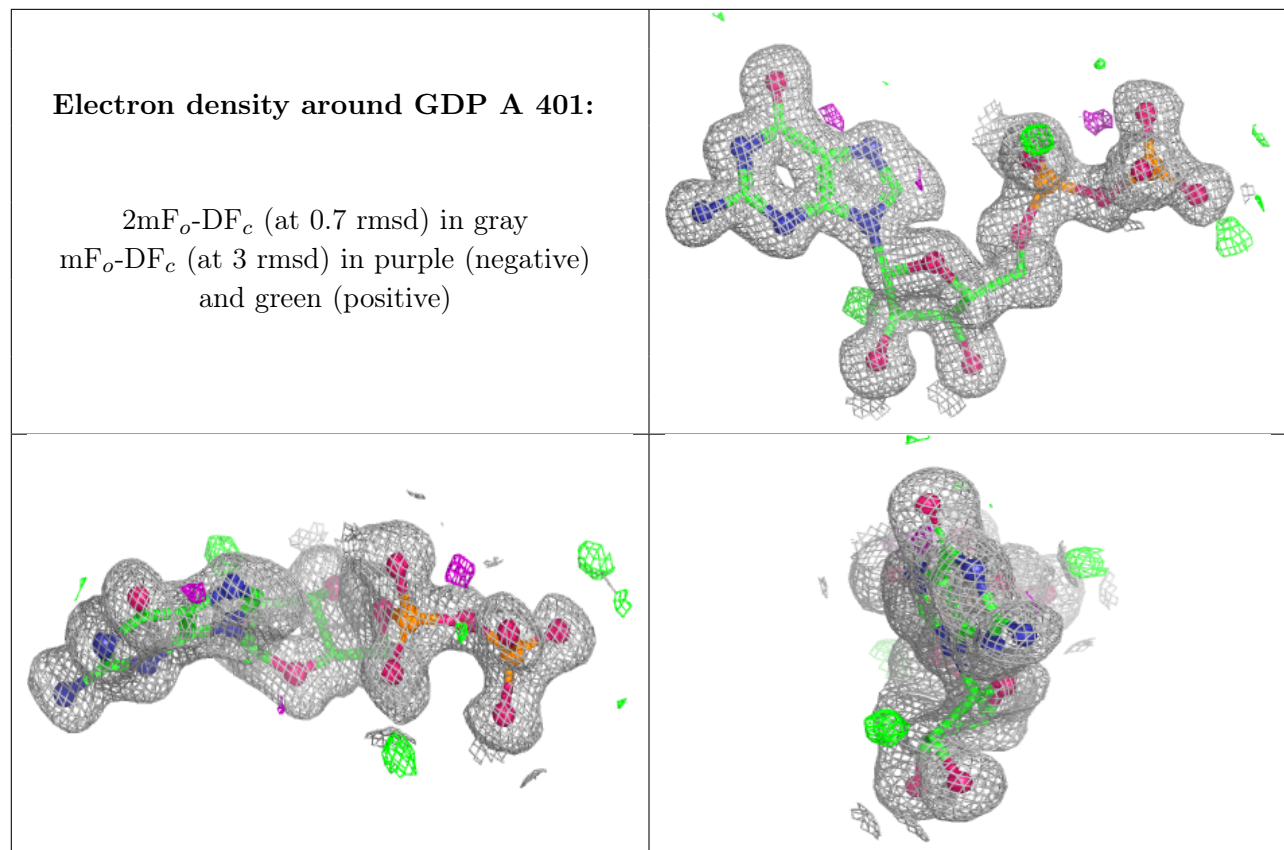 Electron density around GDP A 401:
2mFo-DFc (at 0.7 rmsd) in gray
mFo-DFc (at 3 rmsd) in purple (negative)
and green (positive)